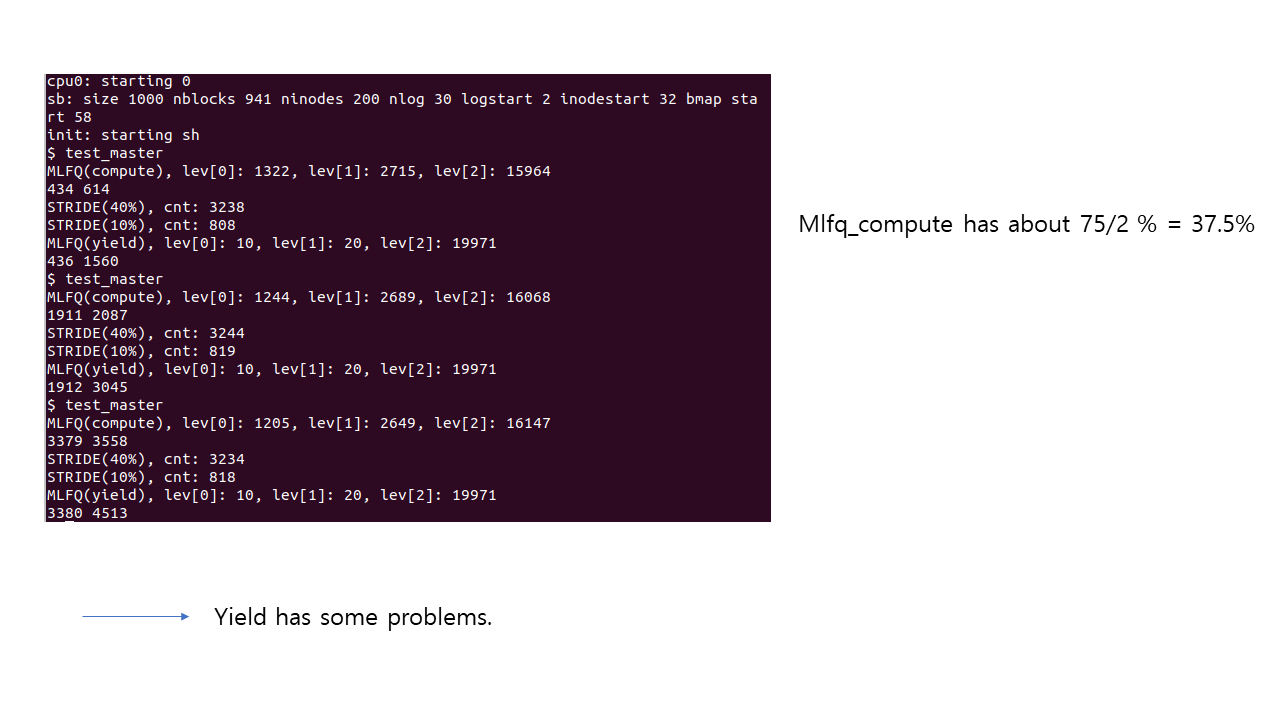 cpu0: starting 0
sb: size 1000 nblocks 941 ninodes 200 nlog 30 logstart 2 inodestart 32 bmap sta
rt 58
init: starting sh
$ test_master
MLFQ(compute), lev[0]: 1322, lev[1]: 2715, lev[2]: 15964
434 614
STRIDE(40%), cnt: 3238
STRIDE(10%), cnt: 808
MLFQ(yield), lev[0]: 10, lev[1]: 20, lev[2]: 19971
436 1560
$ test_master
MLFQ(compute), lev[0]: 1244, lev[1]: 2689, lev[2]: 16068
1911 2087
STRIDE(40%), cnt: 3244
STRIDE(10%), cnt: 819
MLFQ(yield), lev[0]: 10, lev[1]: 20, lev[2]: 19971
1912 3045
$ test_master
MLFQ(compute), lev[0]: 1205, lev[1]: 2649, lev[2]: 16147
3379 3558
STRIDE(40%), cnt: 3234
STRIDE(10%), cnt: 818
MLFQ(yield), lev[0]: 10, lev[1]: 20, lev[2]: 19971
3380 4513
Mlfq_compute has about 75/2 % = 37.5%
Yield has some problems.